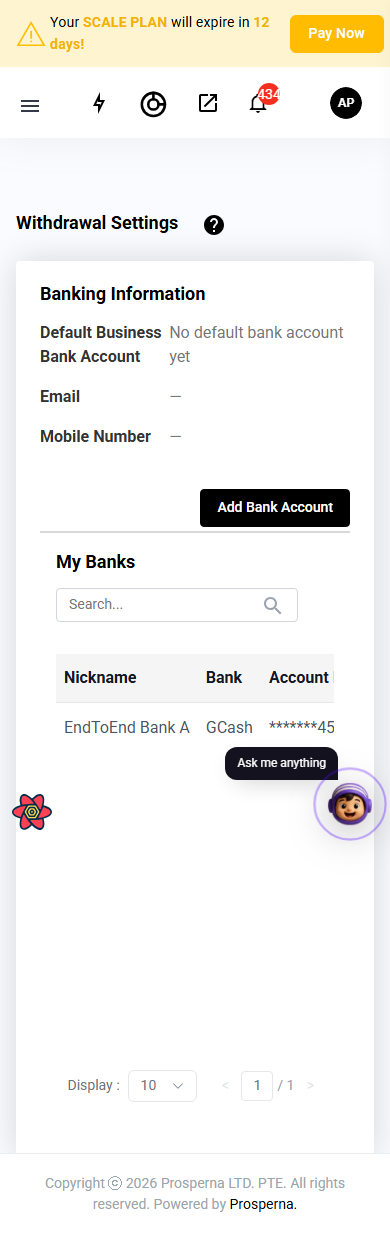 Your SCALE PLAN will expire in 12
days!
Pay Now
434
AP
Withdrawal Settings
Banking Information
Default Business Bank Account
No default bank account yet
Email
—
Mobile Number
—
Add Bank Account
My Banks
Search...
Nickname Bank Account
EndToEnd Bank A GCash *******45
Ask me anything
Display : 10 < 1 / 1 >
Copyright © 2026 Prosperna LTD. PTE. All rights
reserved. Powered by Prosperna.